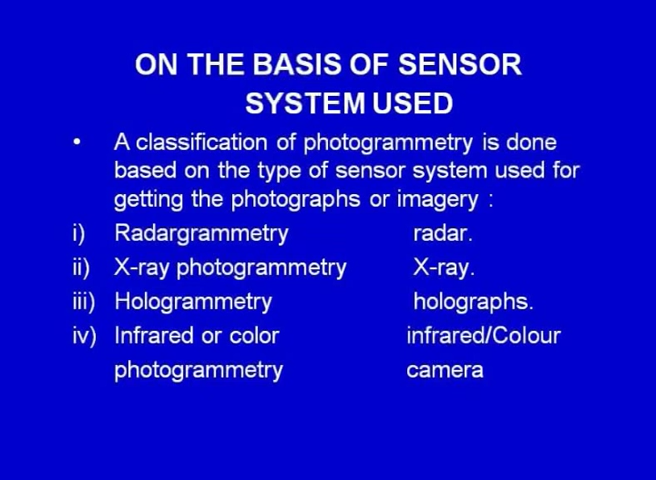 ON THE BASIS OF SENSOR
SYSTEM USED
• A classification of photogrammetry is done
based on the type of sensor system used for
getting the photographs or imagery :
i) Radargrammetry radar.
ii) X-ray photogrammetry X-ray.
iii) Hologrammetry holographs.
iv) Infrared or color infrared/Colour
photogrammetry camera